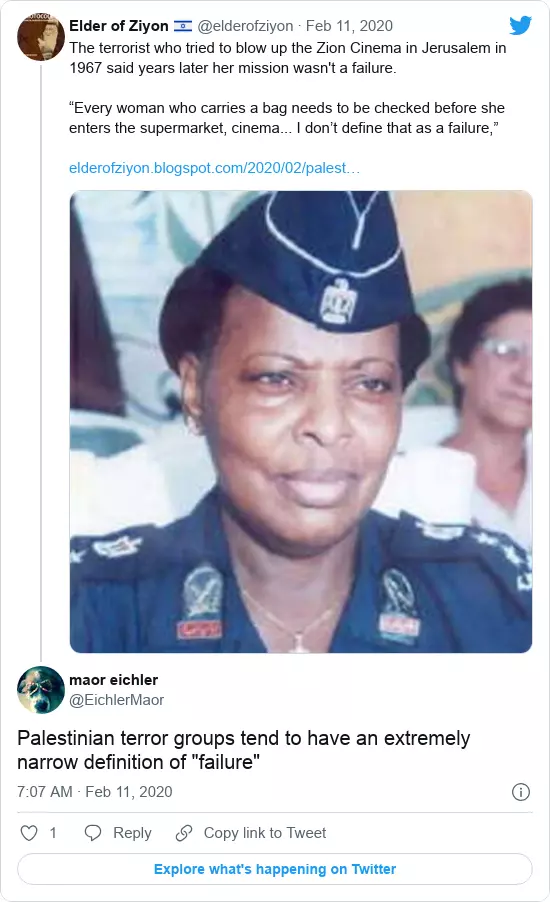 Elder of Ziyon 🇮🇱 @elderofziyon · Feb 11, 2020
The terrorist who tried to blow up the Zion Cinema in Jerusalem in
1967 said years later her mission wasn't a failure.
“Every woman who carries a bag needs to be checked before she
enters the supermarket, cinema... I don’t define that as a failure,”
elderofziyon.blogspot.com/2020/02/palest…
maor eichler
@EichlerMaor
Palestinian terror groups tend to have an extremely
narrow definition of "failure"
7:07 AM · Feb 11, 2020
1 Reply Copy link to Tweet
Explore what's happening on Twitter